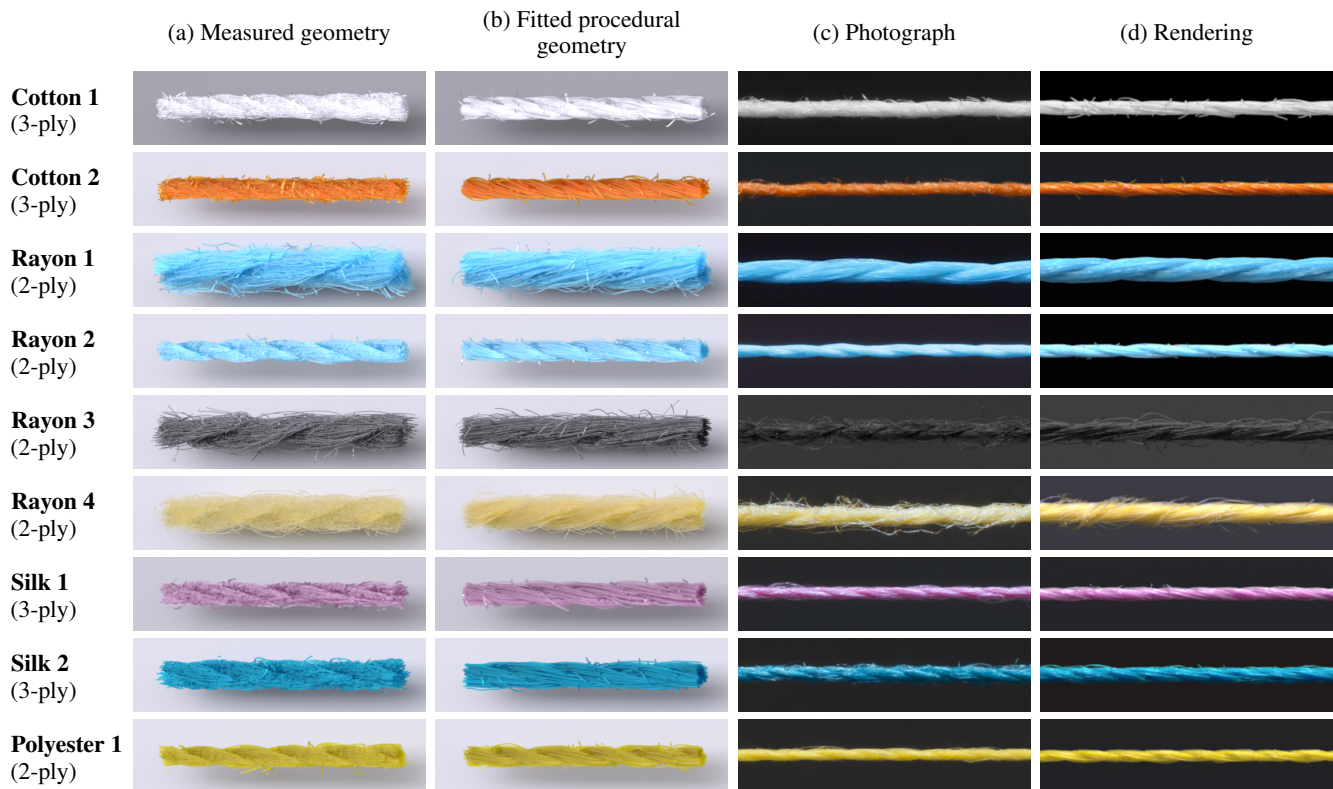 (a) Measured geometry
(b) Fitted procedural
geometry
(c) Photograph
(d) Rendering
Cotton 1
(3-ply)
Cotton 2
(3-ply)
Rayon 1
(2-ply)
Rayon 2
(2-ply)
Rayon 3
(2-ply)
Rayon 4
(2-ply)
Silk 1
(3-ply)
Silk 2
(3-ply)
Polyester 1
(2-ply)